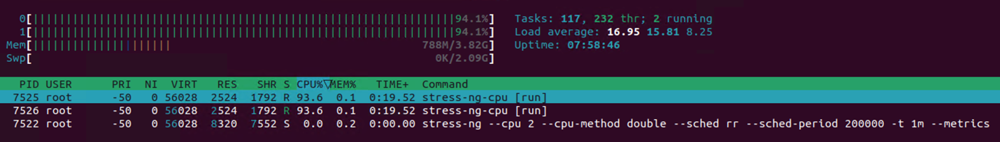 0[||||||||||||||||||||||||||||||||||||||||||||||||||||||||||||||||||94.1%] Tasks: 117, 232 thr; 2 running
1[||||||||||||||||||||||||||||||||||||||||||||||||||||||||||||||||||94.1%] Load average: 16.95 15.81 8.25
Mem[|||||||||||||||||||||| 788M/3.82G] Uptime: 07:58:46
Swp[ 0K/2.09G]
PID USER PRI NI VIRT RES SHR S CPU%▽MEM% TIME+ Command
7525 root -50 0 56028 2524 1792 R 93.6 0.1 0:19.52 stress-ng-cpu [run]
7526 root -50 0 56028 2524 1792 R 93.6 0.1 0:19.52 stress-ng-cpu [run]
7522 root -50 0 56028 8320 7552 S 0.0 0.2 0:00.00 stress-ng --cpu 2 --cpu-method double --sched rr --sched-period 200000 -t 1m --metrics